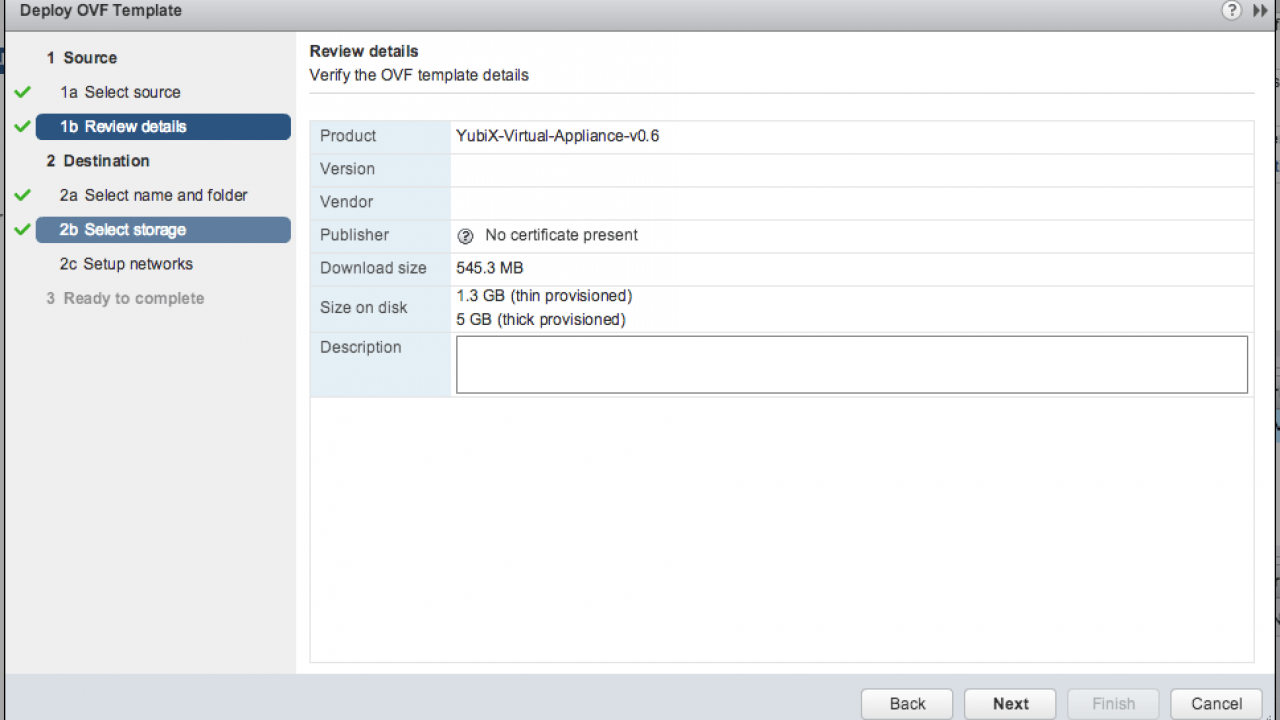 Deploy OVF Template
?
1 Source
1a Select source
1b Review details
2 Destination
2a Select name and folder
2b Select storage
2c Setup networks
3 Ready to complete
Review details
Verify the OVF template details
Product YubiX-Virtual-Appliance-v0.6
Version
Vendor
Publisher ? No certificate present
Download size 545.3 MB
Size on disk 1.3 GB (thin provisioned)
5 GB (thick provisioned)
Description
Back Next Finish Cancel